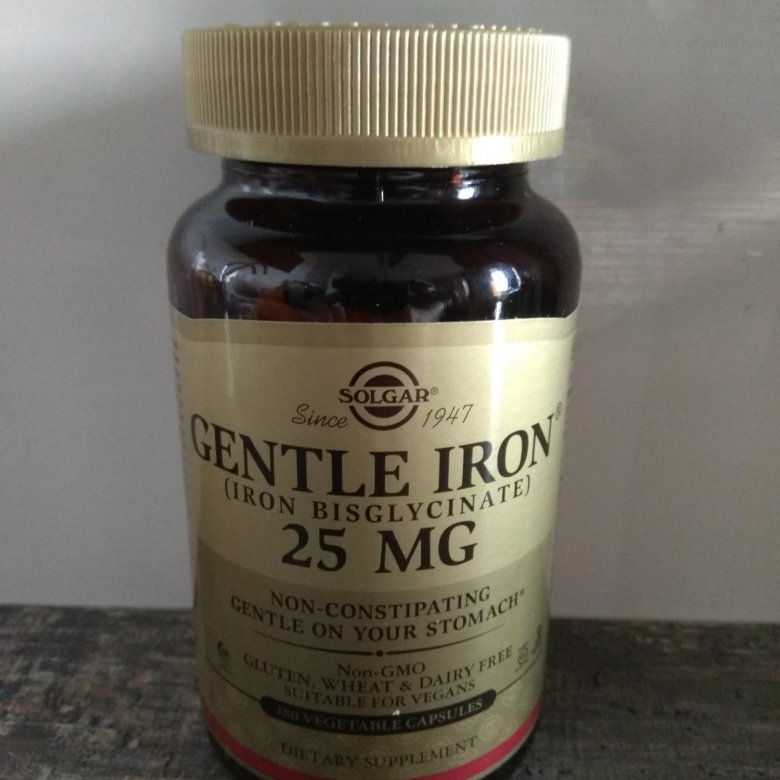 SOLGAR®
Since 1947
GENTLE IRON®
(IRON BISGLYCINATE)
25 MG
NON-CONSTIPATING
GENTLE ON YOUR STOMACH*
Non-GMO
GLUTEN, WHEAT & DAIRY FREE
SUITABLE FOR VEGANS
180 VEGETABLE CAPSULES
DIETARY SUPPLEMENT